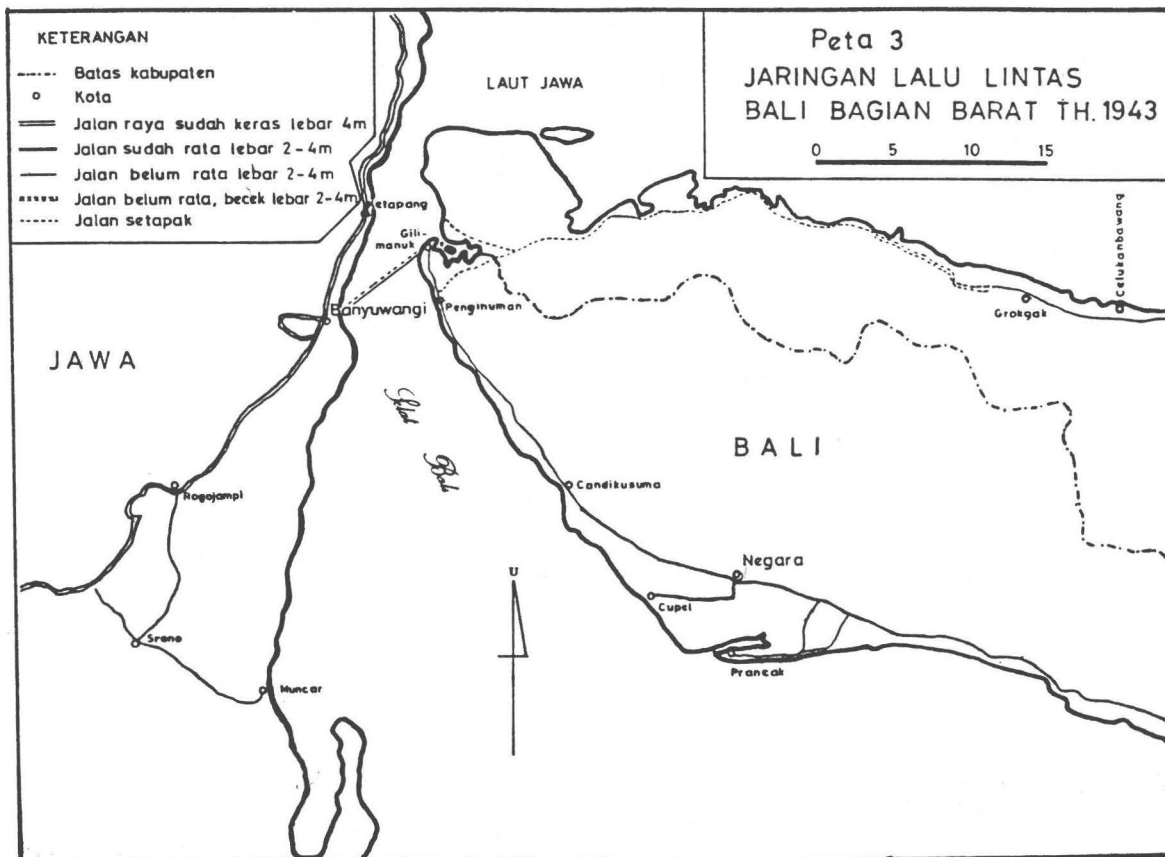 KETERANGAN
Batas kabupaten
Kota
Jalan raya sudah keras lebar 4m
Jalan sudah rata lebar 2-4m
Jalan belum rata lebar 2-4m
Jalan belum rata, becek lebar 2-4m
Jalan setapak
Peta 3
JARINGAN LALU LINTAS
BALI BAGIAN BARAT TH. 1943
0 5 10 15
LAUT JAWA
Ketapang
Gili-
manuk
Celukanbawang
Penginuman
Grokgak
Banyuwangi
JAWA
Selat
Bali
BALI
Rogojampi
Candikusuma
Negara
U
Cupel
Srono
Prancak
Muncar